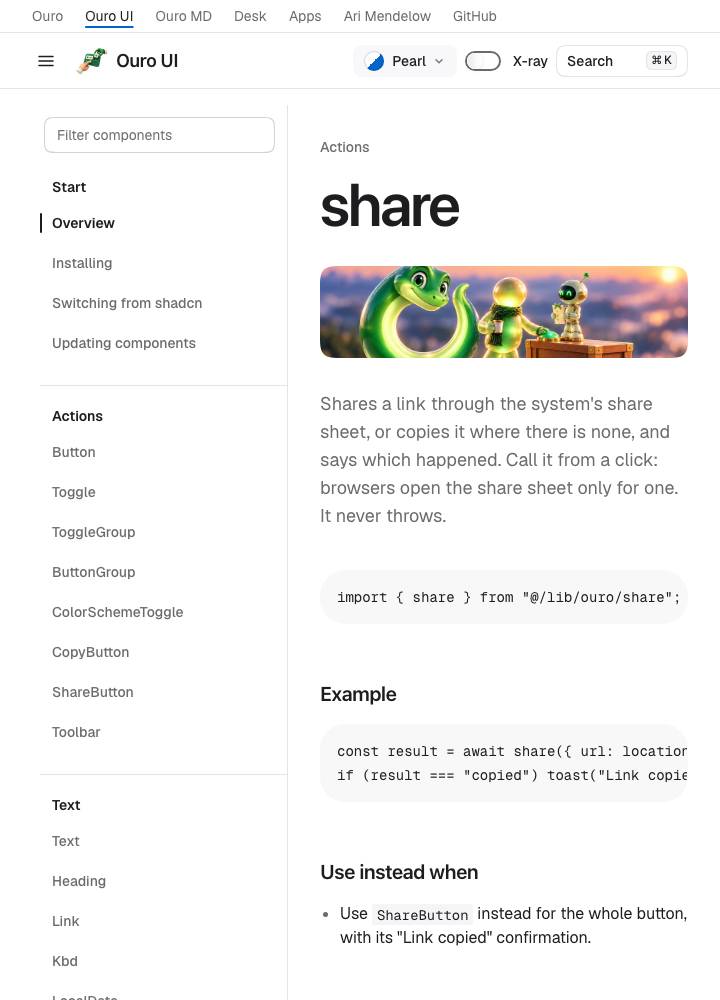 Ouro
Ouro UI
Ouro MD
Desk
Apps
Ari Mendelow
GitHub
Ouro UI
Pearl
X-ray
Search
⌘ K
Filter components
Start
Overview
Installing
Switching from shadcn
Updating components
Actions
Button
Toggle
ToggleGroup
ButtonGroup
ColorSchemeToggle
CopyButton
ShareButton
Toolbar
Text
Text
Heading
Link
Kbd
Actions
share
Shares a link through the system's share
sheet, or copies it where there is none, and
says which happened. Call it from a click:
browsers open the share sheet only for one.
It never throws.
import { share } from "@/lib/ouro/share";
Example
const result = await share({ url: location
if (result === "copied") toast("Link copie
Use instead when
Use ShareButton instead for the whole button,
with its "Link copied" confirmation.